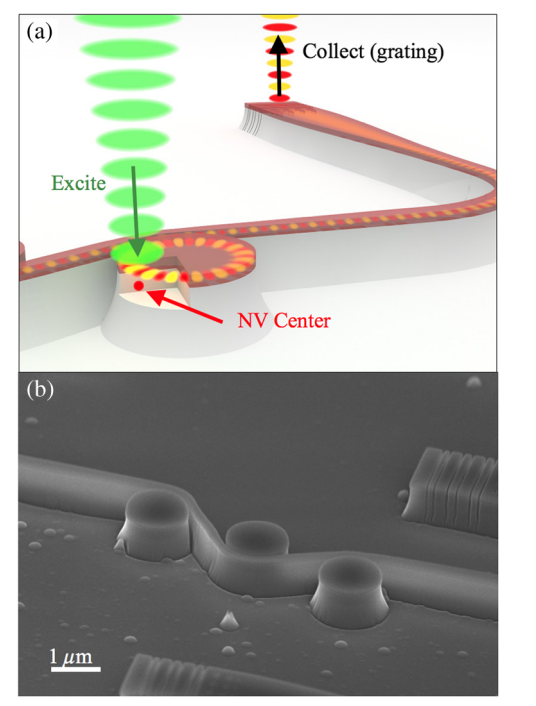 (a)
Collect (grating)
Excite
NV Center
(b)
1 μm